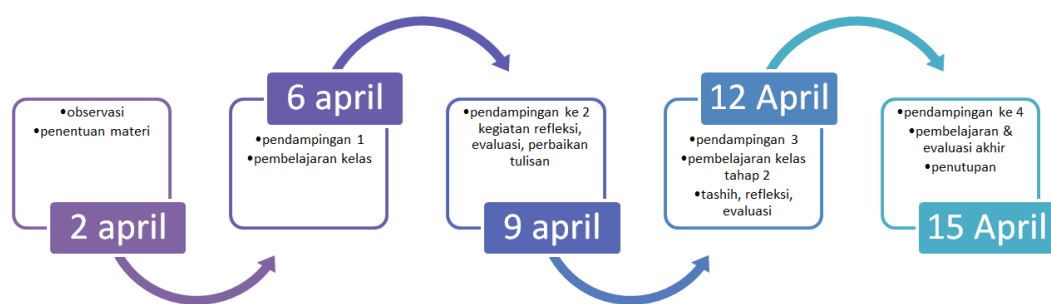 •observasi
•penentuan materi
2 april
6 april
•pendampingan 1
•pembelajaran kelas
•pendampingan ke 2
kegiatan refleksi,
evaluasi, perbaikan
tulisan
9 april
12 April
•pendampingan 3
•pembelajaran kelas
tahap 2
•tashih, refleksi,
evaluasi
•pendampingan ke 4
•pembelajaran &
evaluasi akhir
•penutupan
15 April